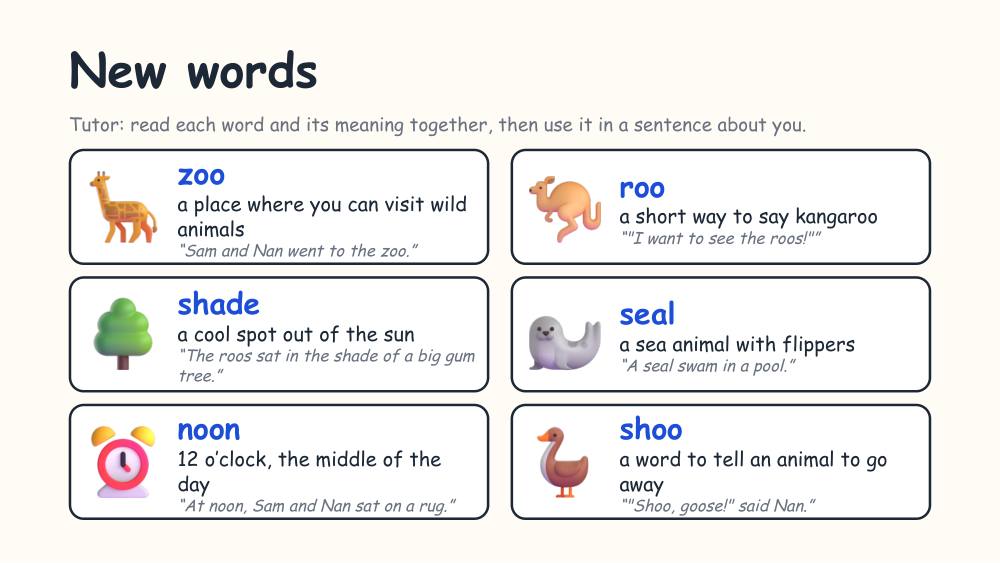 New words
Tutor: read each word and its meaning together, then use it in a sentence about you.
zoo
a place where you can visit wild
animals
“Sam and Nan went to the zoo.”
roo
a short way to say kangaroo
“"I want to see the roos!"”
shade
a cool spot out of the sun
“The roos sat in the shade of a big gum
tree.”
seal
a sea animal with flippers
“A seal swam in a pool.”
noon
12 o’clock, the middle of the
day
“At noon, Sam and Nan sat on a rug.”
shoo
a word to tell an animal to go
away
“"Shoo, goose!" said Nan.”